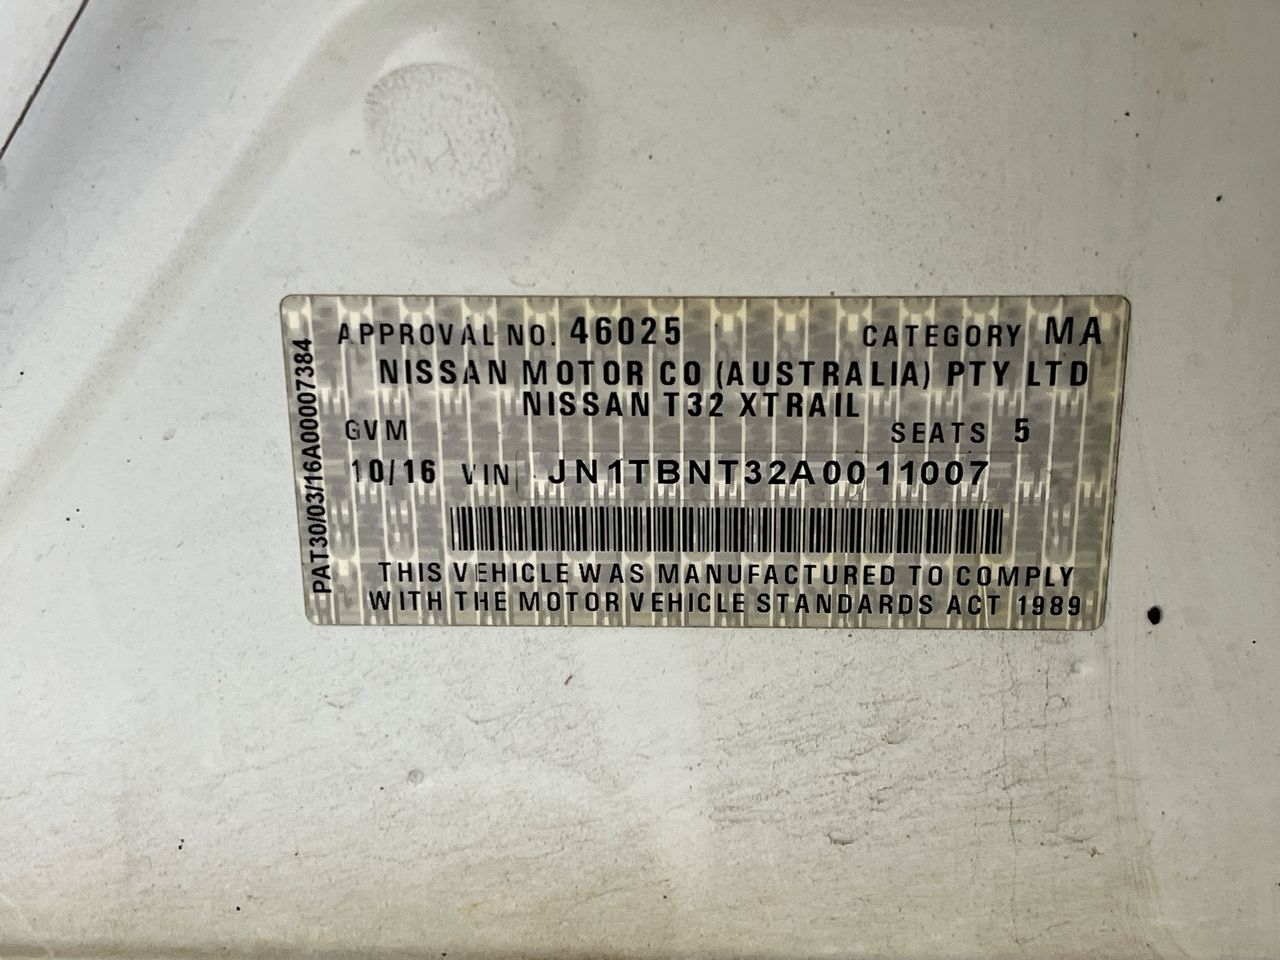 APPROVAL NO. 46025 CATEGORY MA
NISSAN MOTOR CO (AUSTRALIA) PTY LTD
NISSAN T32 XTRAIL
GVM SEATS 5
10/16 VIN JN1TBNT32A0011007
THIS VEHICLE WAS MANUFACTURED TO COMPLY
WITH THE MOTOR VEHICLE STANDARDS ACT 1989
PAT30/03/16A00007384